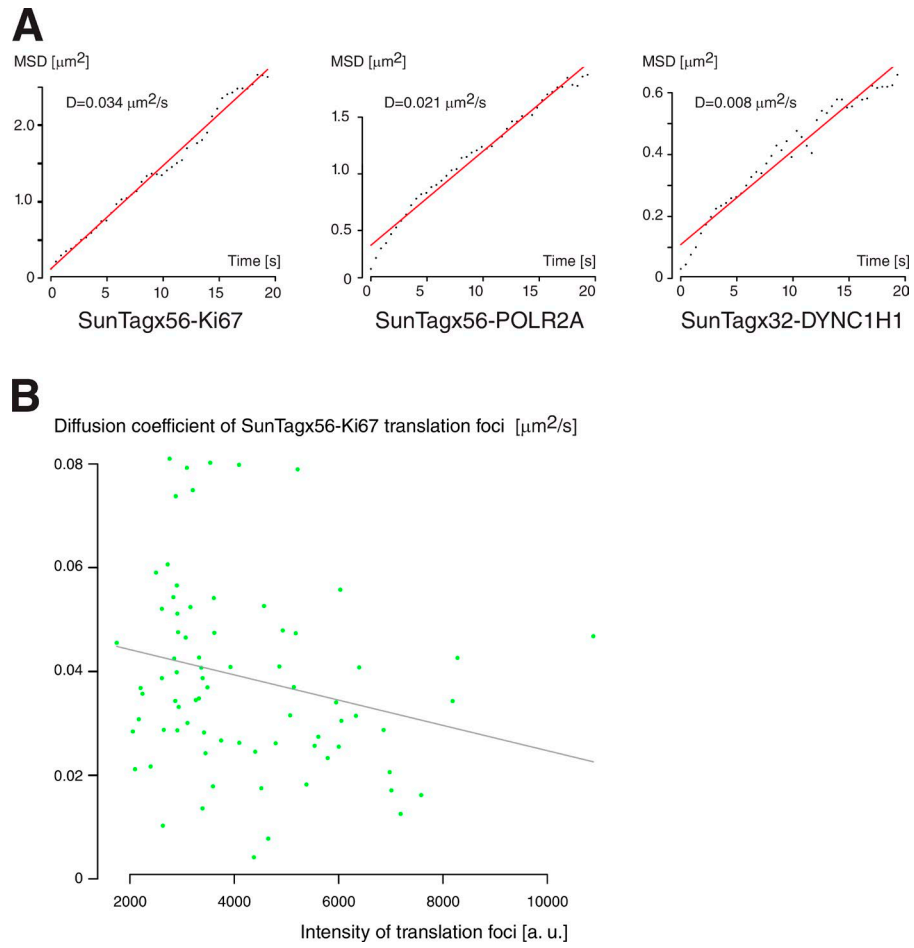 A
MSD [µm²]
D=0.034 µm²/s
2.0
1.0
0
Time [s]
0 5 10 15 20
SunTagx56-Ki67
MSD [µm²]
D=0.021 µm²/s
1.5
1.0
0.5
0
Time [s]
0 5 10 15 20
SunTagx56-POLR2A
MSD [µm²]
D=0.008 µm²/s
0.6
0.4
0.2
0
Time [s]
0 5 10 15 20
SunTagx32-DYNC1H1
B
Diffusion coefficient of SunTagx56-Ki67 translation foci [µm²/s]
0.08
0.06
0.04
0.02
0
2000 4000 6000 8000 10000
Intensity of translation foci [a. u.]